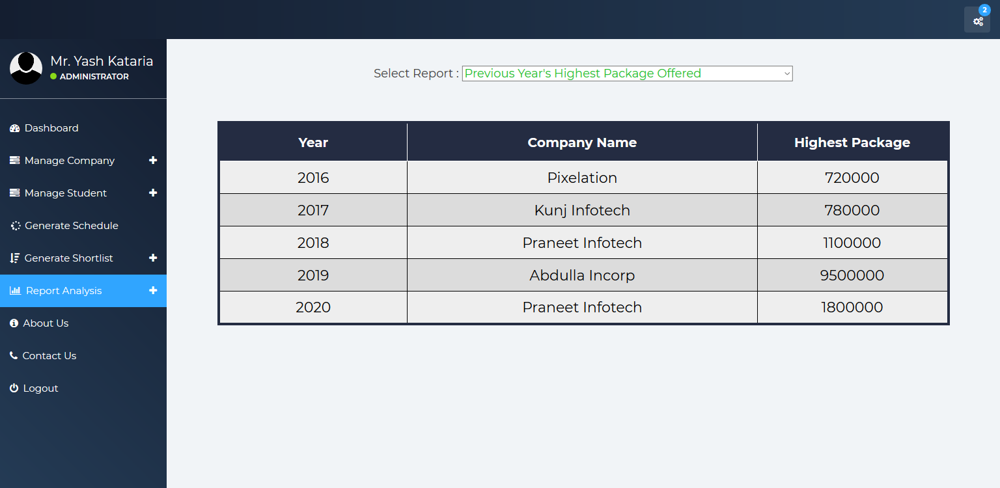 2
Mr. Yash Kataria
ADMINISTRATOR
Dashboard
Manage Company
Manage Student
Generate Schedule
Generate Shortlist
Report Analysis
About Us
Contact Us
Logout
Select Report : Previous Year's Highest Package Offered
Year Company Name Highest Package
2016 Pixelation 720000
2017 Kunj Infotech 780000
2018 Praneet Infotech 1100000
2019 Abdulla Incorp 9500000
2020 Praneet Infotech 1800000